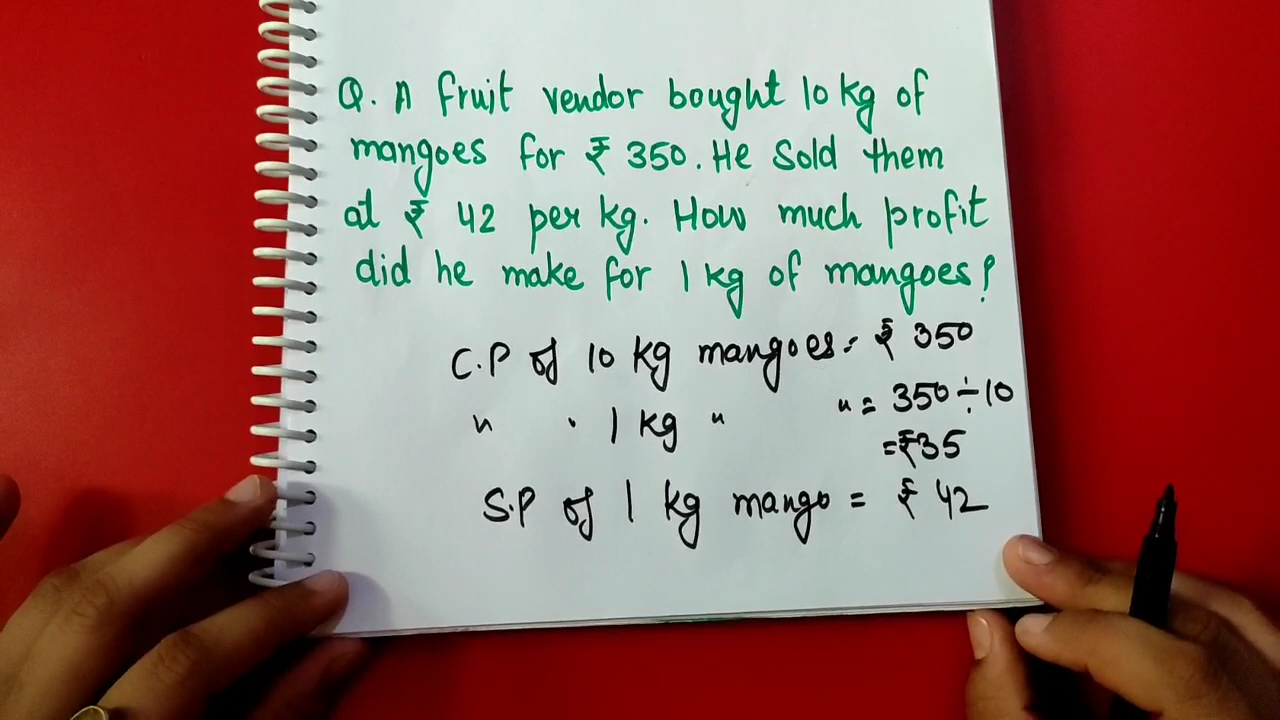 Q. A fruit vendor bought 10 kg of
mangoes for ₹ 350. He sold them
at ₹ 42 per kg. How much profit
did he make for 1 kg of mangoes?
C.P of 10 kg mangoes = ₹ 350
" " 1 kg " " = 350 ÷ 10
= ₹35
S.P of 1 kg mango = ₹ 42